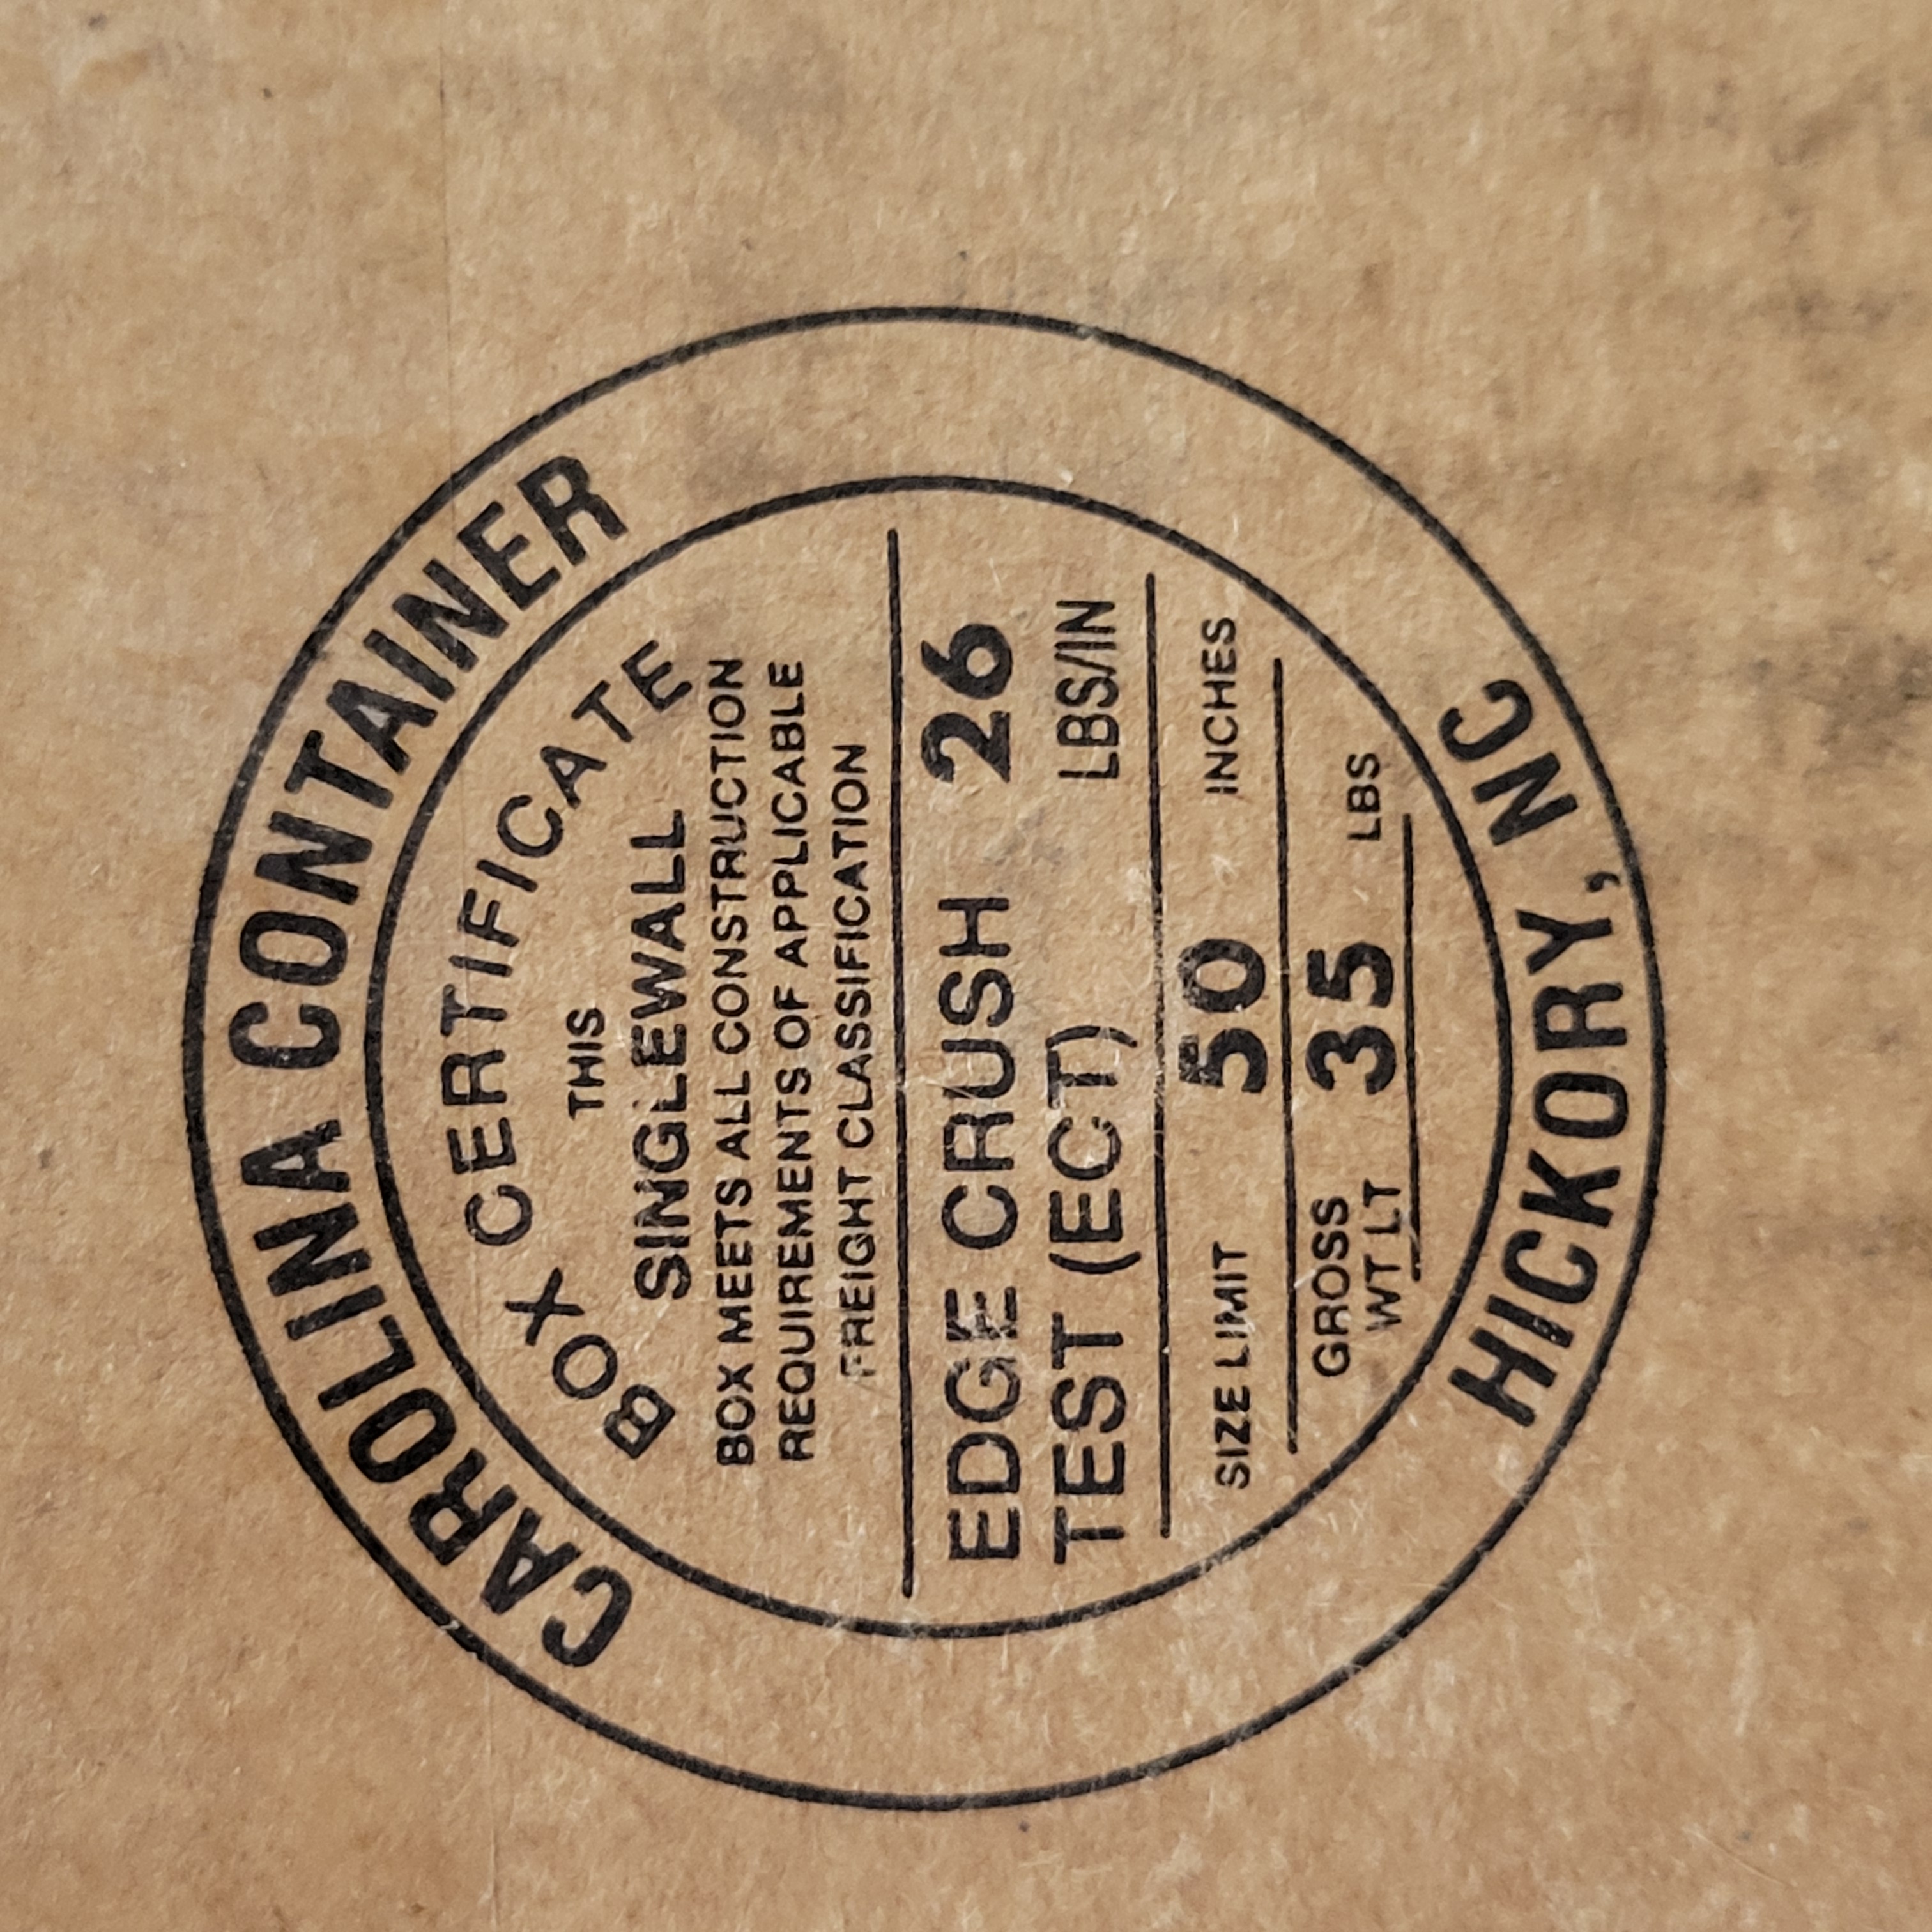 CAROLINA CONTAINER
BOX CERTIFICATE
THIS
SINGLEWALL
BOX MEETS ALL CONSTRUCTION
REQUIREMENTS OF APPLICABLE
FREIGHT CLASSIFICATION
EDGE CRUSH 26
TEST (ECT) LBS/IN
SIZE LIMIT 50 INCHES
GROSS
WT LT 35 LBS
HICKORY, NC